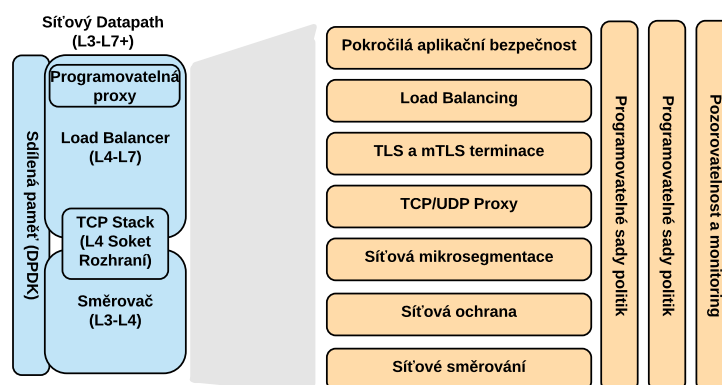 Síťový Datapath
(L3-L7+)
Sdílená paměť (DPDK)
Programovatelná
proxy
Load Balancer
(L4-L7)
TCP Stack
(L4 Soket
Rozhraní)
Směrovač
(L3-L4)
Pokročilá aplikační bezpečnost
Load Balancing
TLS a mTLS terminace
TCP/UDP Proxy
Síťová mikrosegmentace
Síťová ochrana
Síťové směrování
Programovatelné sady politik
Programovatelné sady politik
Pozorovatelnost a monitoring